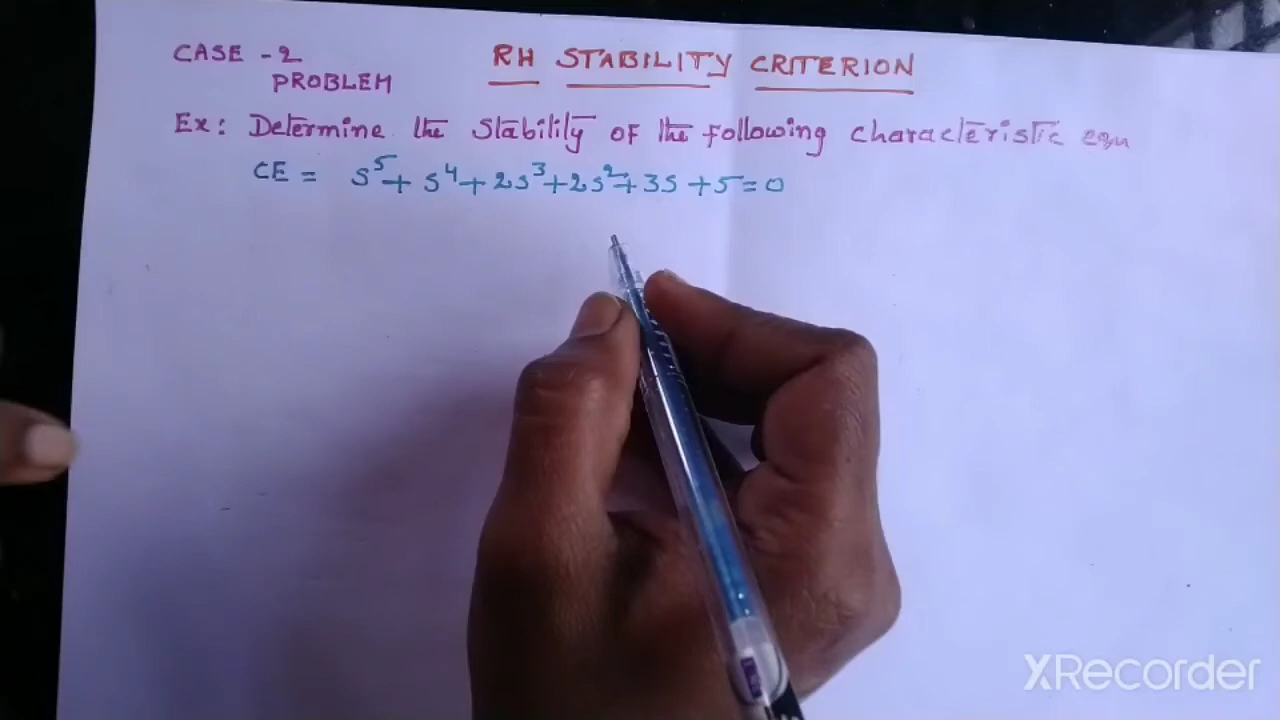 CASE - 2 RH STABILITY CRITERION
PROBLEM
Ex: Determine the Stability of the following characteristic equ
CE = s⁵ + s⁴ + 2s³ + 2s² + 3s + 5 = 0
XRecorder